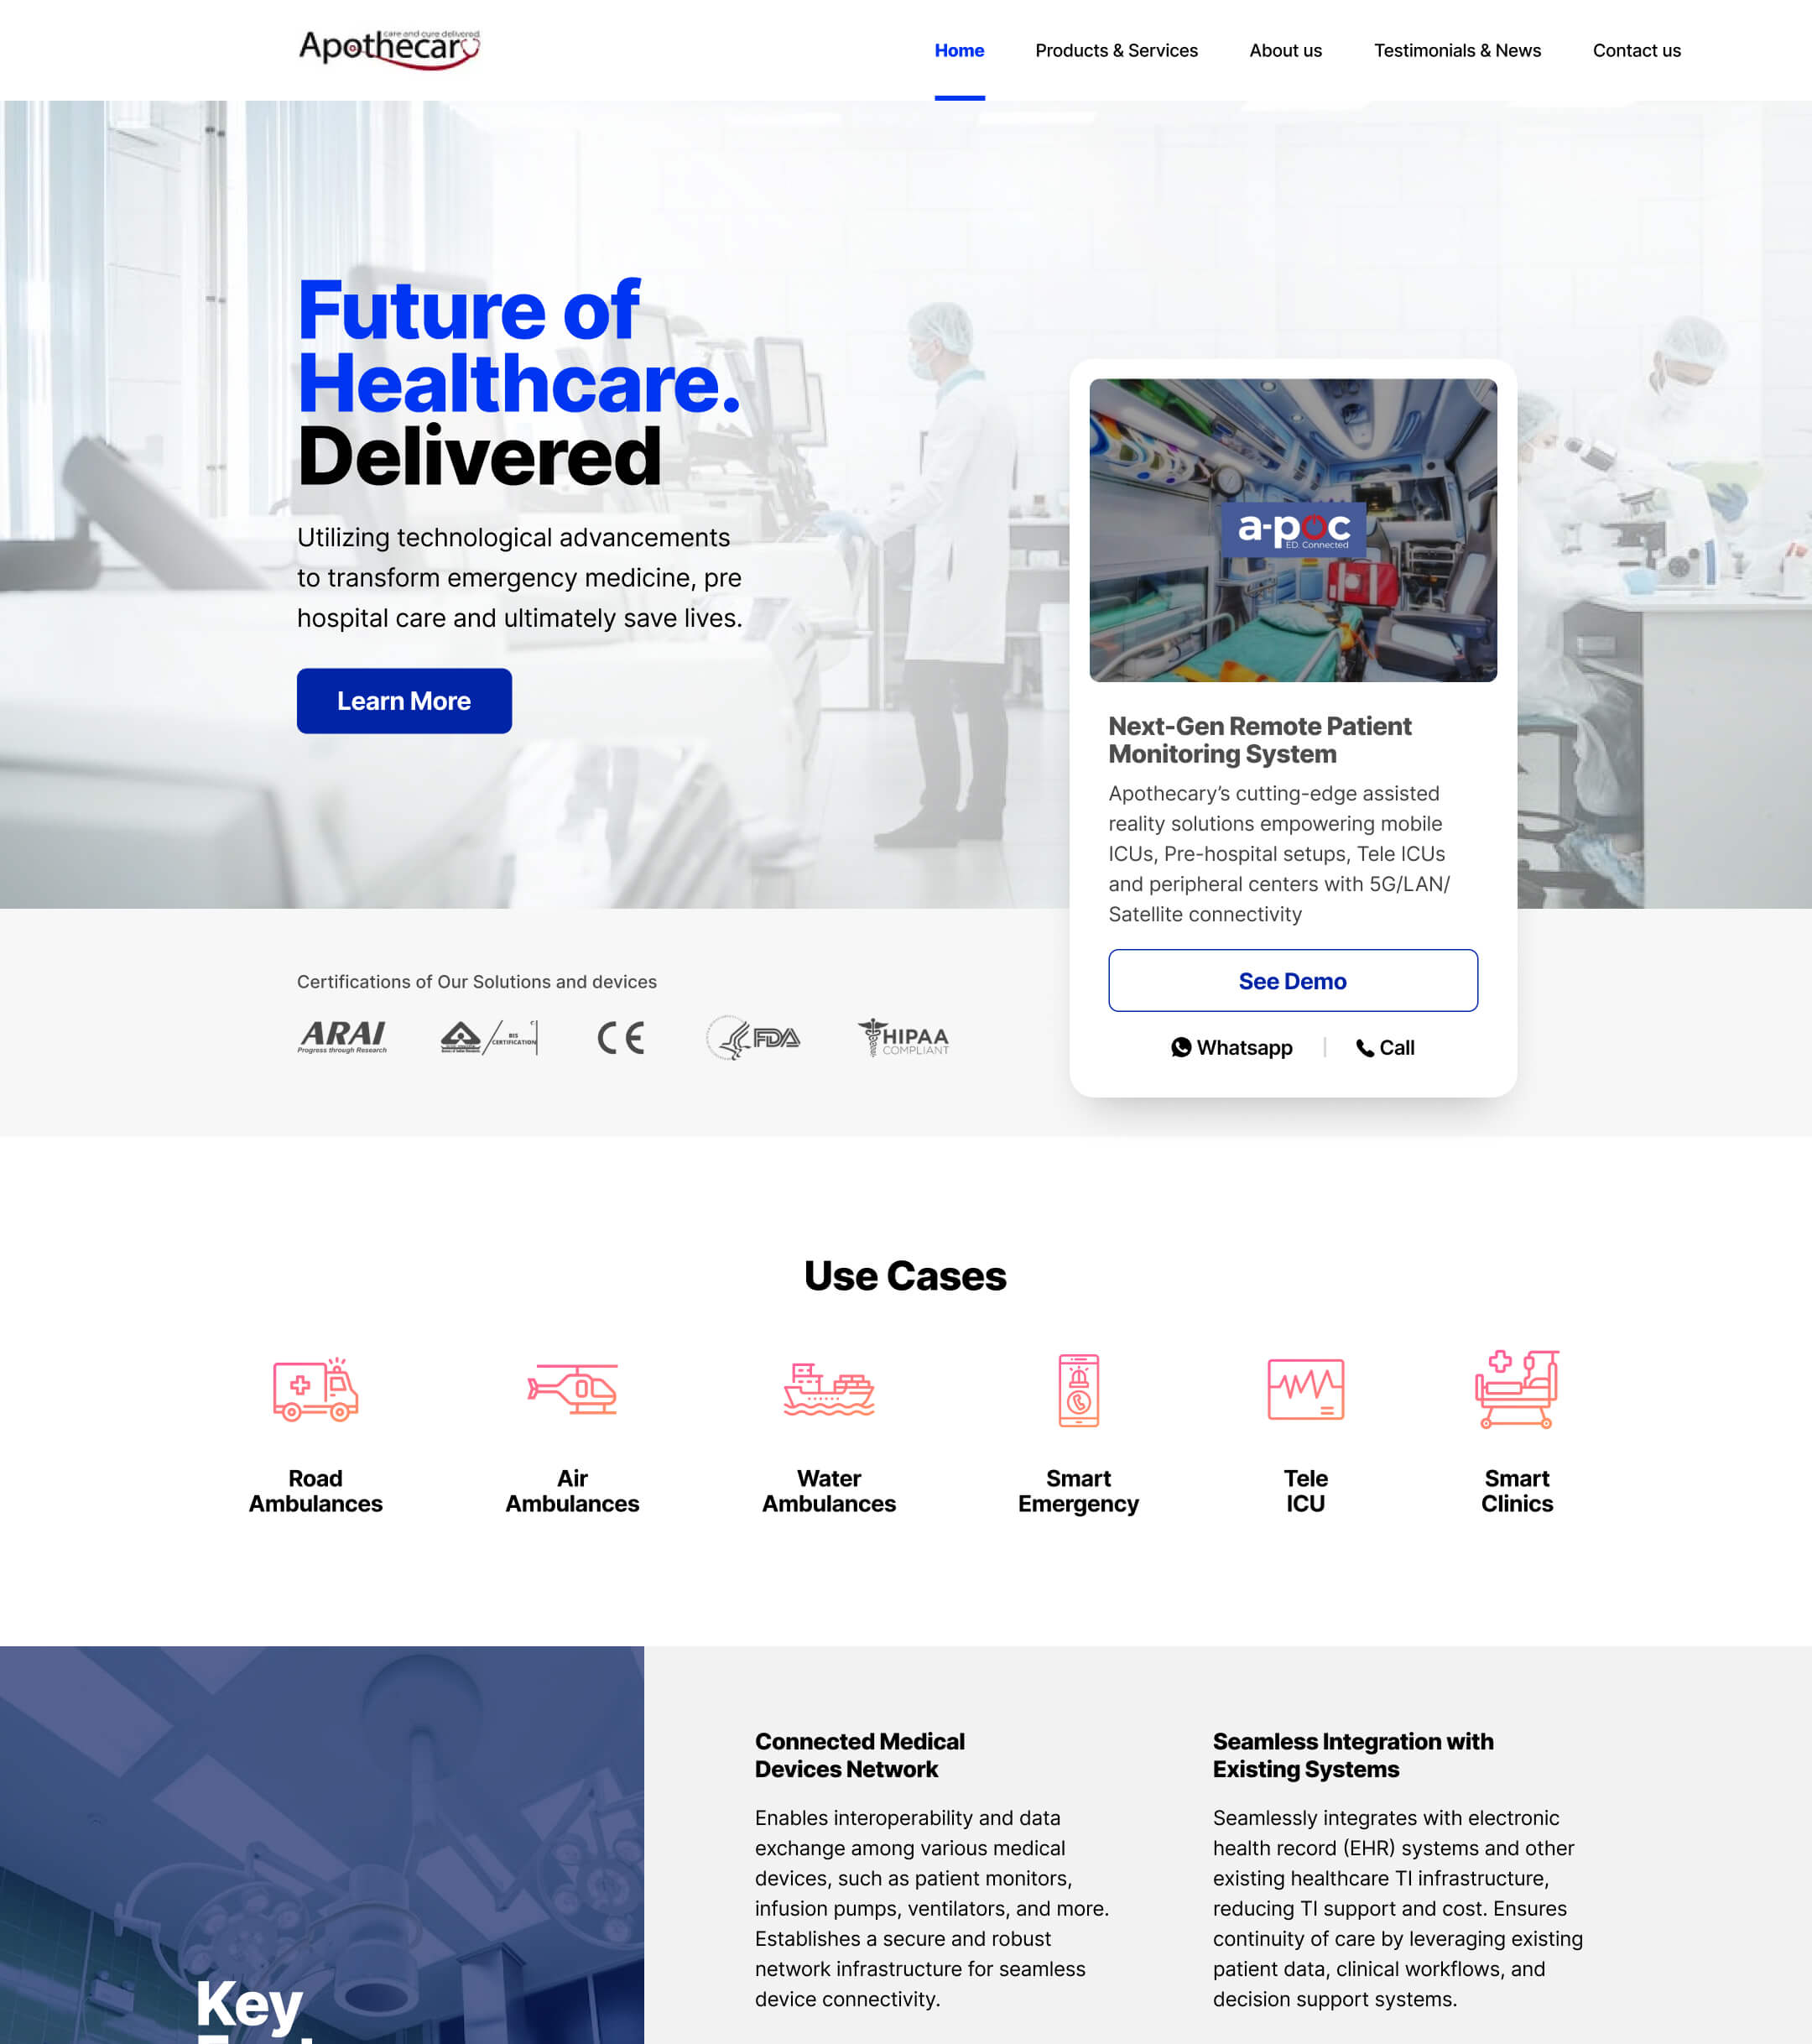 care and cure delivered
Apothecary
Home
Products & Services
About us
Testimonials & News
Contact us
Future of
Healthcare.
Delivered
Utilizing technological advancements
to transform emergency medicine, pre
hospital care and ultimately save lives.
Learn More
a-poc
ED. Connected
Next-Gen Remote Patient
Monitoring System
Apothecary’s cutting-edge assisted
reality solutions empowering mobile
ICUs, Pre-hospital setups, Tele ICUs
and peripheral centers with 5G/LAN/
Satellite connectivity
See Demo
Whatsapp
Call
Certifications of Our Solutions and devices
ARAI
Progress through Research
BIS
CERTIFICATION
CE
FDA
HIPAA
COMPLIANT
Use Cases
Road
Ambulances
Air
Ambulances
Water
Ambulances
Smart
Emergency
Tele
ICU
Smart
Clinics
Key
Connected Medical
Devices Network
Enables interoperability and data
exchange among various medical
devices, such as patient monitors,
infusion pumps, ventilators, and more.
Establishes a secure and robust
network infrastructure for seamless
device connectivity.
Seamless Integration with
Existing Systems
Seamlessly integrates with electronic
health record (EHR) systems and other
existing healthcare TI infrastructure,
reducing TI support and cost. Ensures
continuity of care by leveraging existing
patient data, clinical workflows, and
decision support systems.